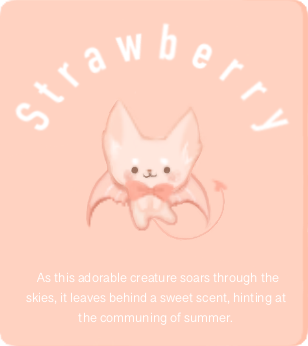 Strawberry
As this adorable creature soars through the
skies, it leaves behind a sweet scent, hinting at
the communing of summer.